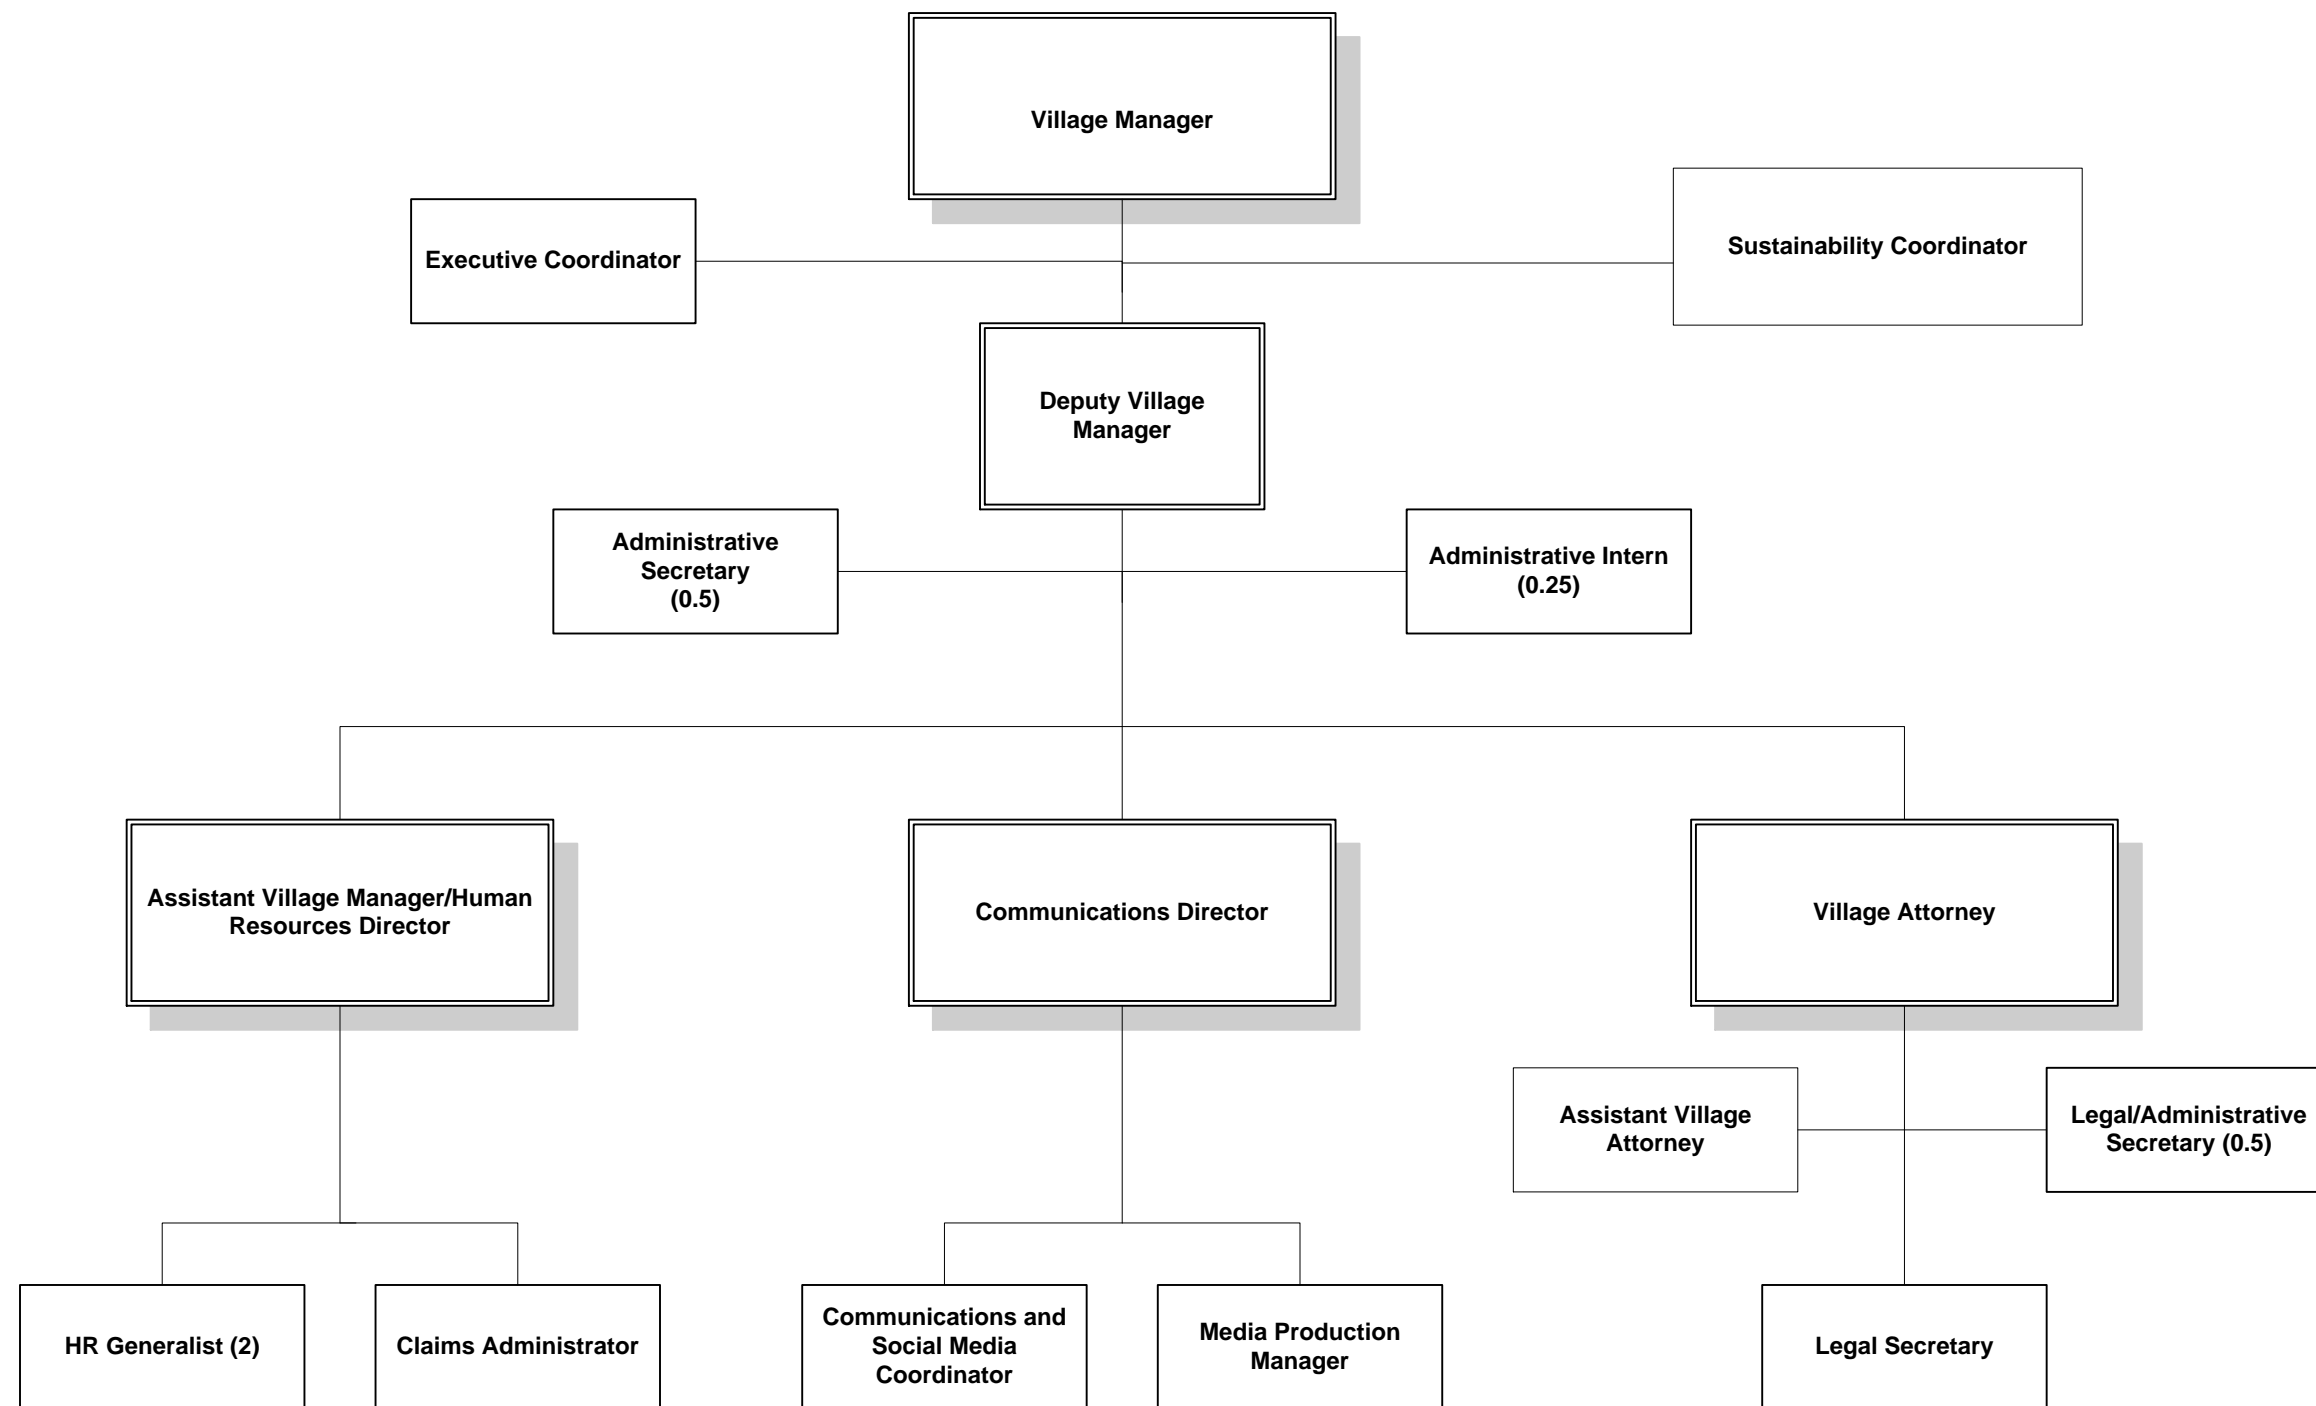 Village Manager
Executive Coordinator
Sustainability Coordinator
Deputy Village
Manager
Administrative
Secretary
(0.5)
Administrative Intern
(0.25)
Assistant Village Manager/Human
Resources Director
Communications Director
Village Attorney
Assistant Village
Attorney
Legal/Administrative
Secretary (0.5)
HR Generalist (2)
Claims Administrator
Communications and
Social Media
Coordinator
Media Production
Manager
Legal Secretary